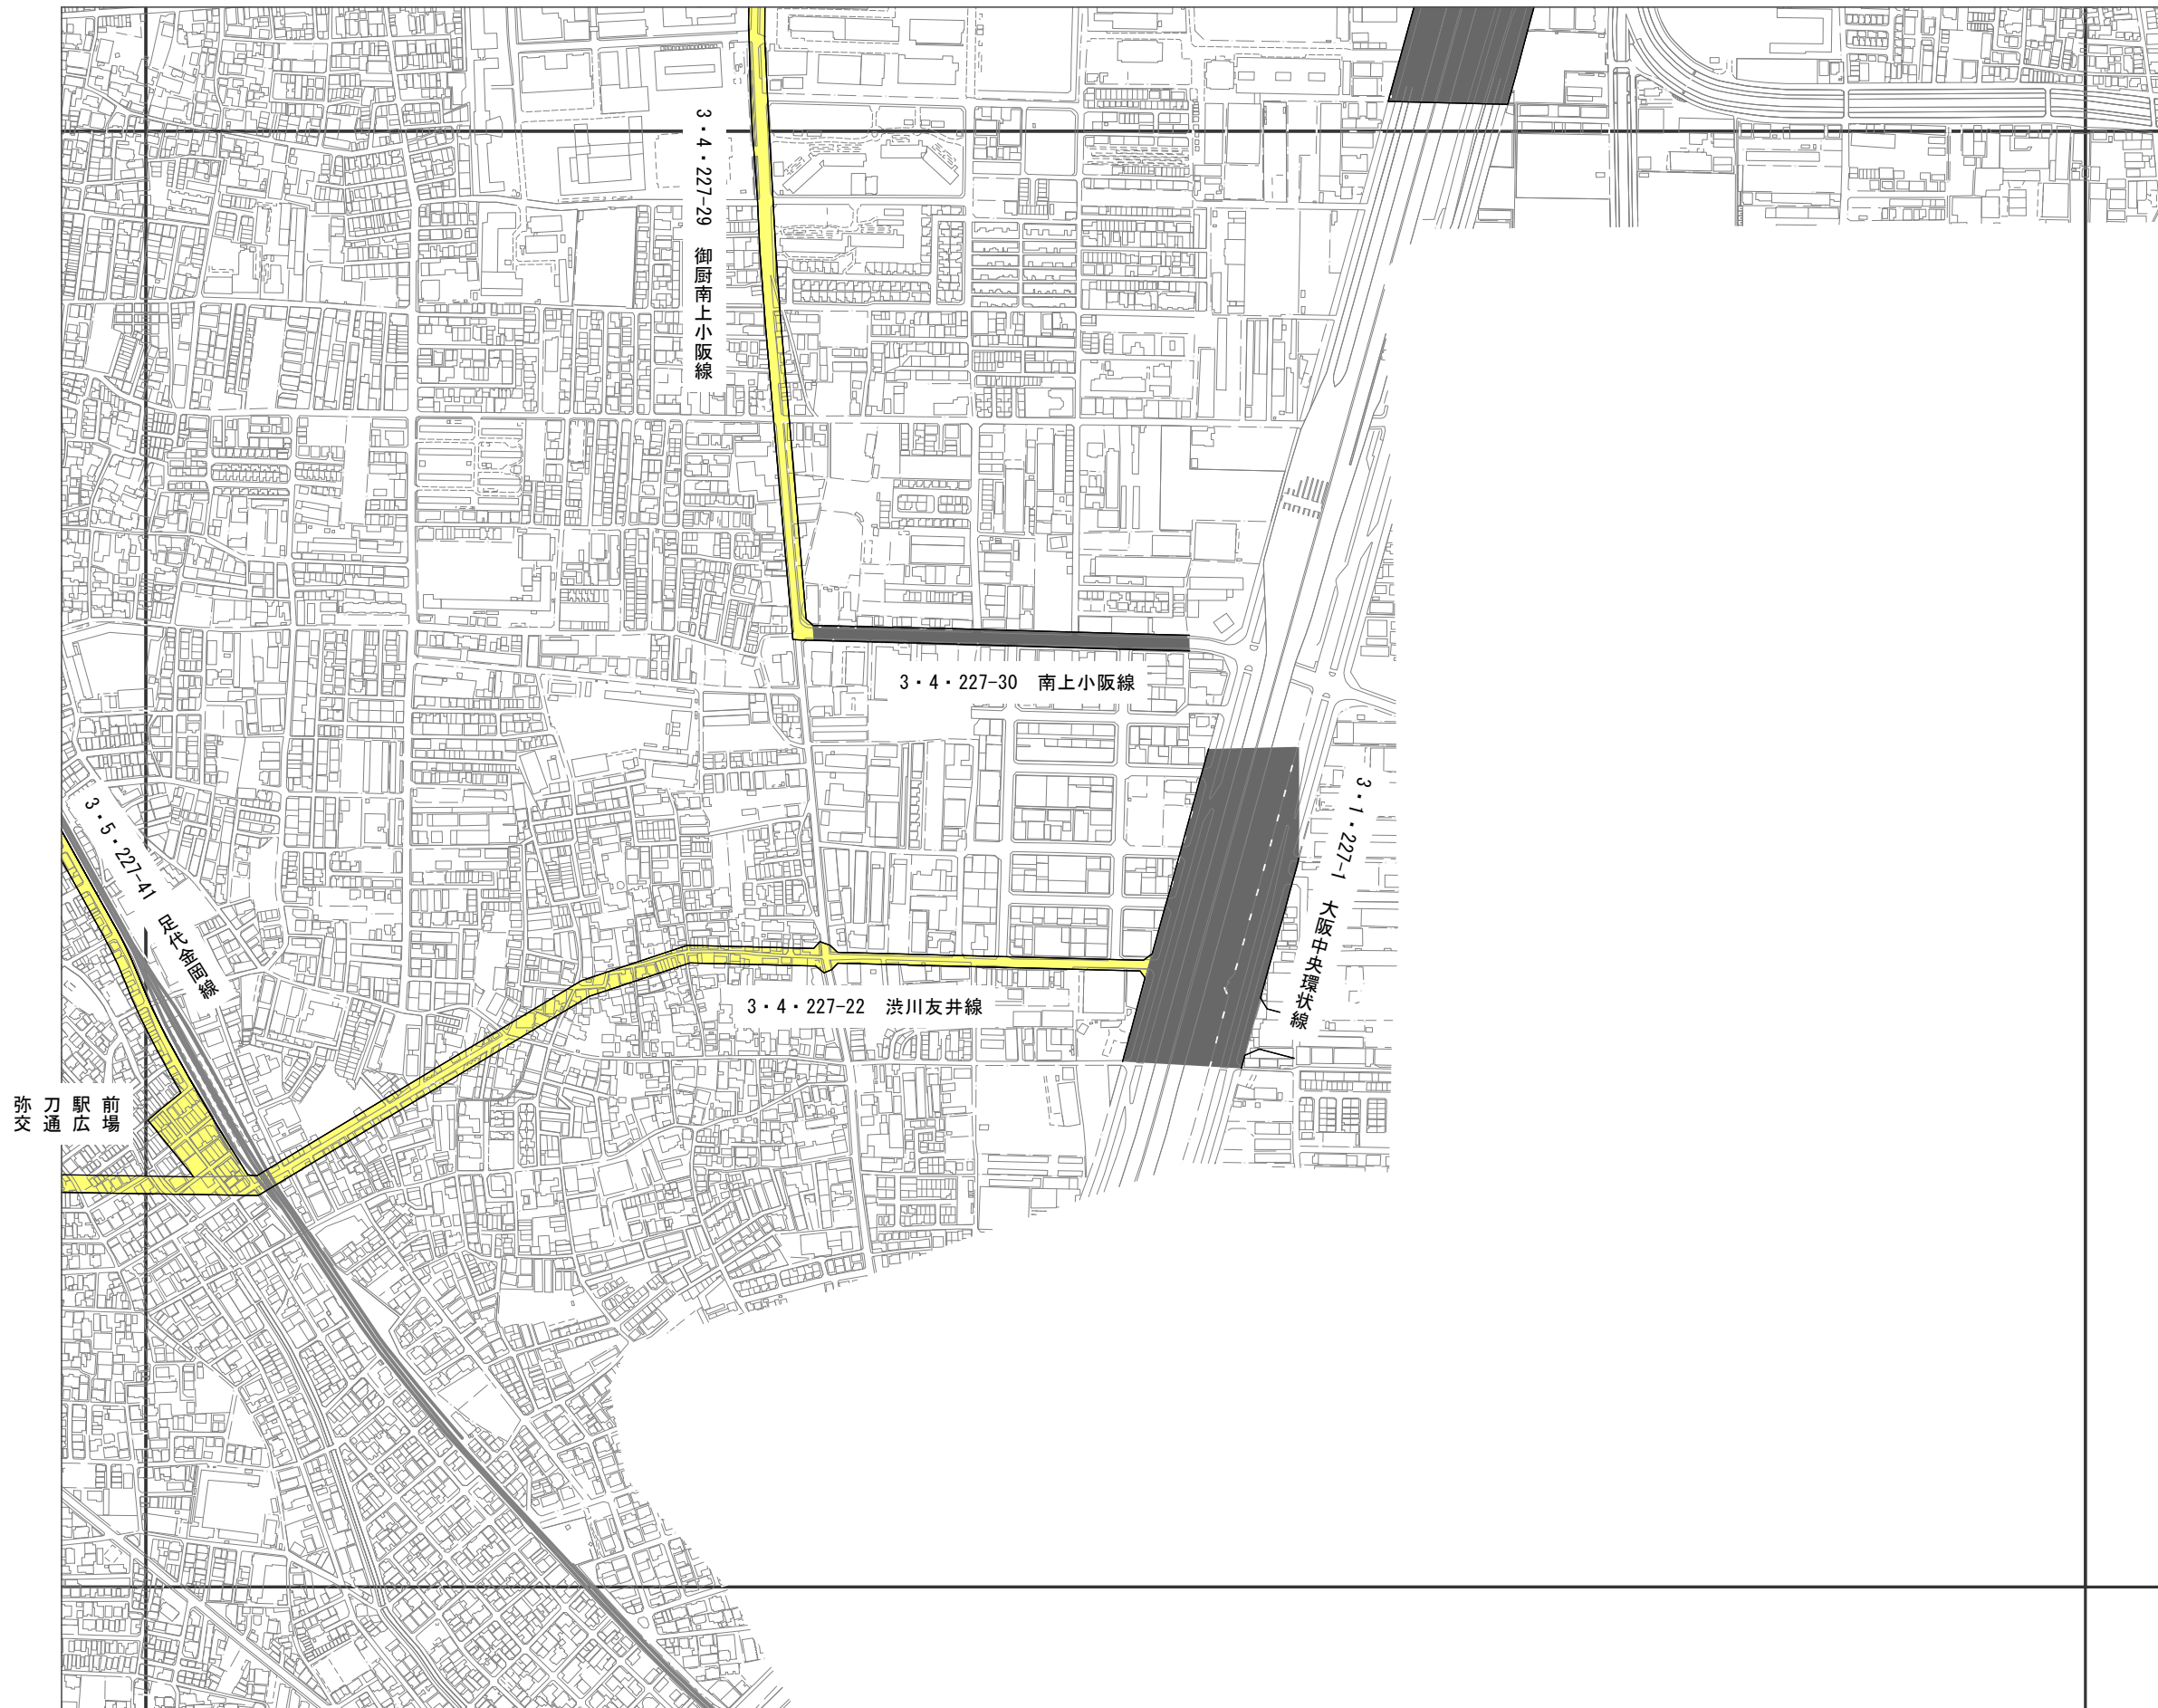 3・4・227-29　御厨南上小阪線
3・4・227-30　南上小阪線
3・1・227-1　大阪中央環状線
3・5・227-41　足代金岡線
3・4・227-22　渋川友井線
弥刀駅前
交通広場